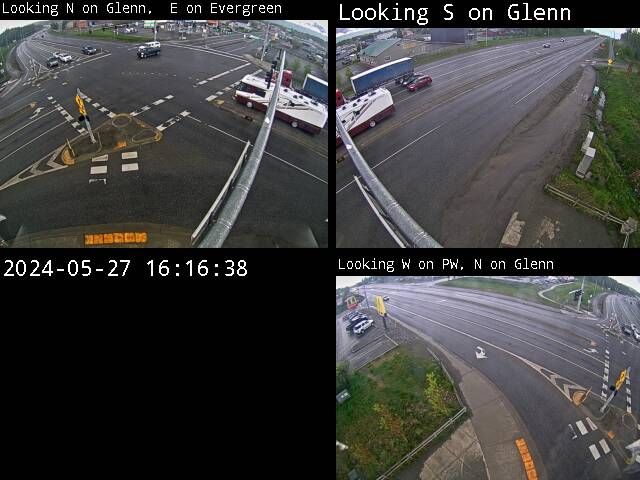 Looking N on Glenn,  E on Evergreen
Looking S on Glenn
2024-05-27 16:16:38
Looking W on PW, N on Glenn